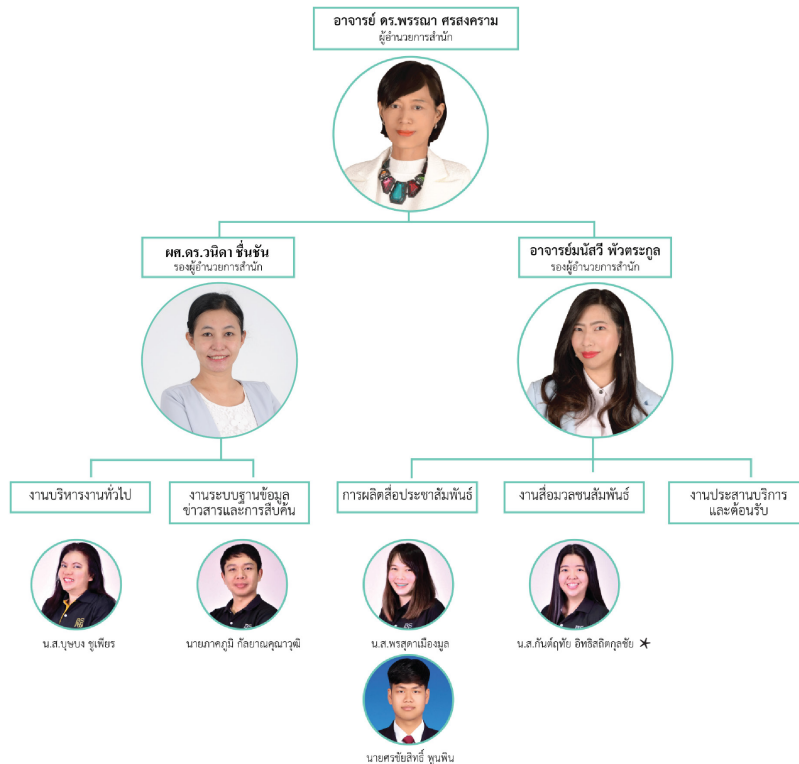 อาจารย์ ดร.พรรณา ศรสงคราม
ผู้อำนวยการสำนัก
ผศ.ดร.วนิดา ชื่นชัน
รองผู้อำนวยการสำนัก
อาจารย์มนัสวี พัวตระกูล
รองผู้อำนวยการสำนัก
งานบริหารงานทั่วไป
งานระบบฐานข้อมูล
ข่าวสารและการสืบค้น
การผลิตสื่อประชาสัมพันธ์
งานสื่อมวลชนสัมพันธ์
งานประสานบริการ
และต้อนรับ
น.ส.บุษบง ชูเพียร
นายภาคภูมิ กัลยาณคุณาวุฒิ
น.ส.พรสุดาเมืองมูล
น.ส.กันต์ฤทัย อิทธิสถิตกุลชัย
นายศรชัยสิทธิ์ พูนพิน